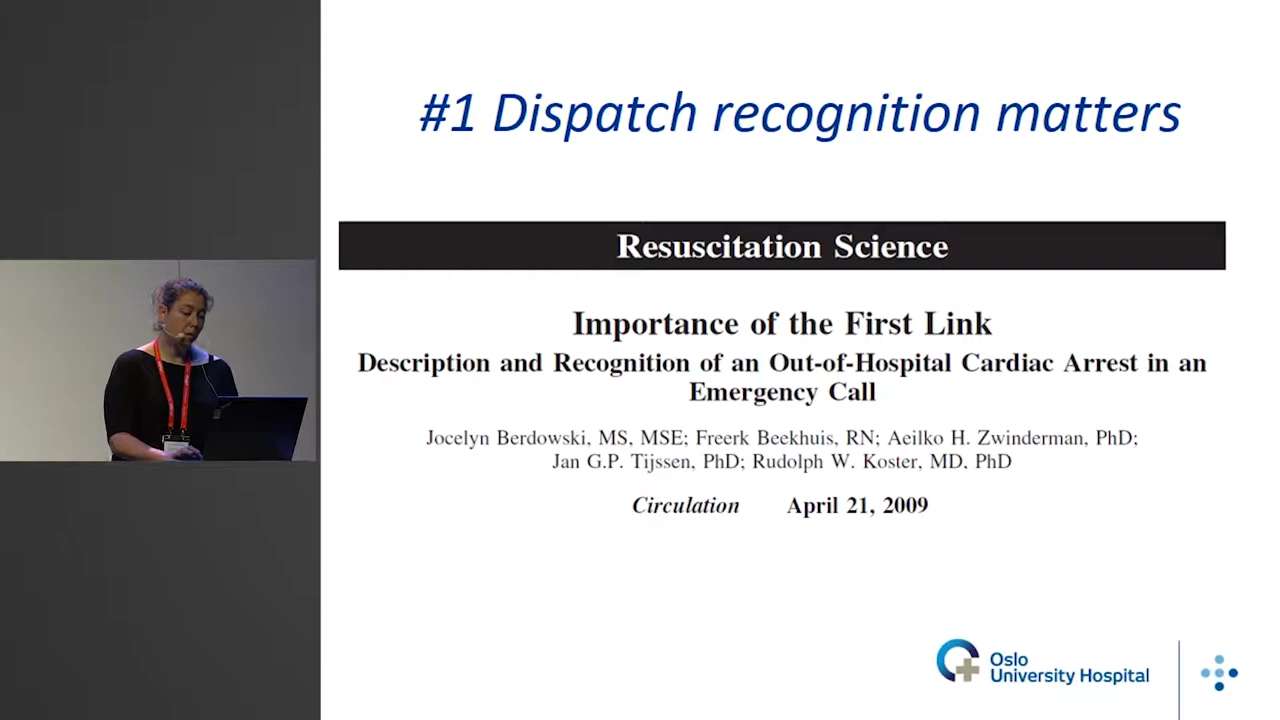 #1 Dispatch recognition matters
Resuscitation Science
Importance of the First Link
Description and Recognition of an Out-of-Hospital Cardiac Arrest in an
Emergency Call
Jocelyn Berdowski, MS, MSE; Freerk Beekhuis, RN; Aeilko H. Zwinderman, PhD;
Jan G.P. Tijssen, PhD; Rudolph W. Koster, MD, PhD
Circulation April 21, 2009
Oslo
University Hospital